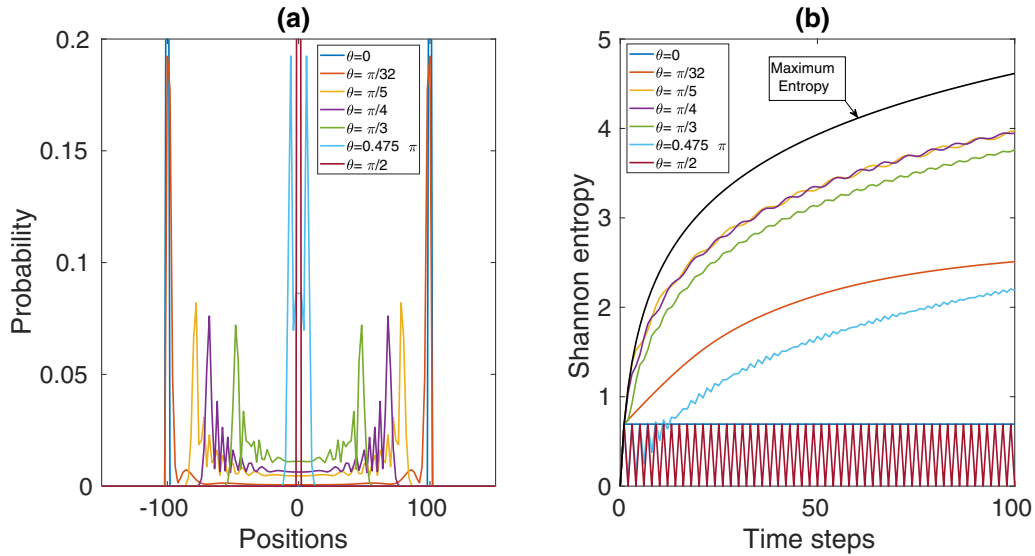 (a)
0.2
0.15
0.1
0.05
0
Probability
-100
0
100
Positions
θ=0
θ= π/32
θ= π/5
θ= π/4
θ= π/3
θ=0.475 π
θ= π/2
(b)
5
4
3
2
1
0
Shannon entropy
0
50
100
Time steps
θ=0
θ= π/32
θ= π/5
θ= π/4
θ= π/3
θ=0.475 π
θ= π/2
Maximum
Entropy